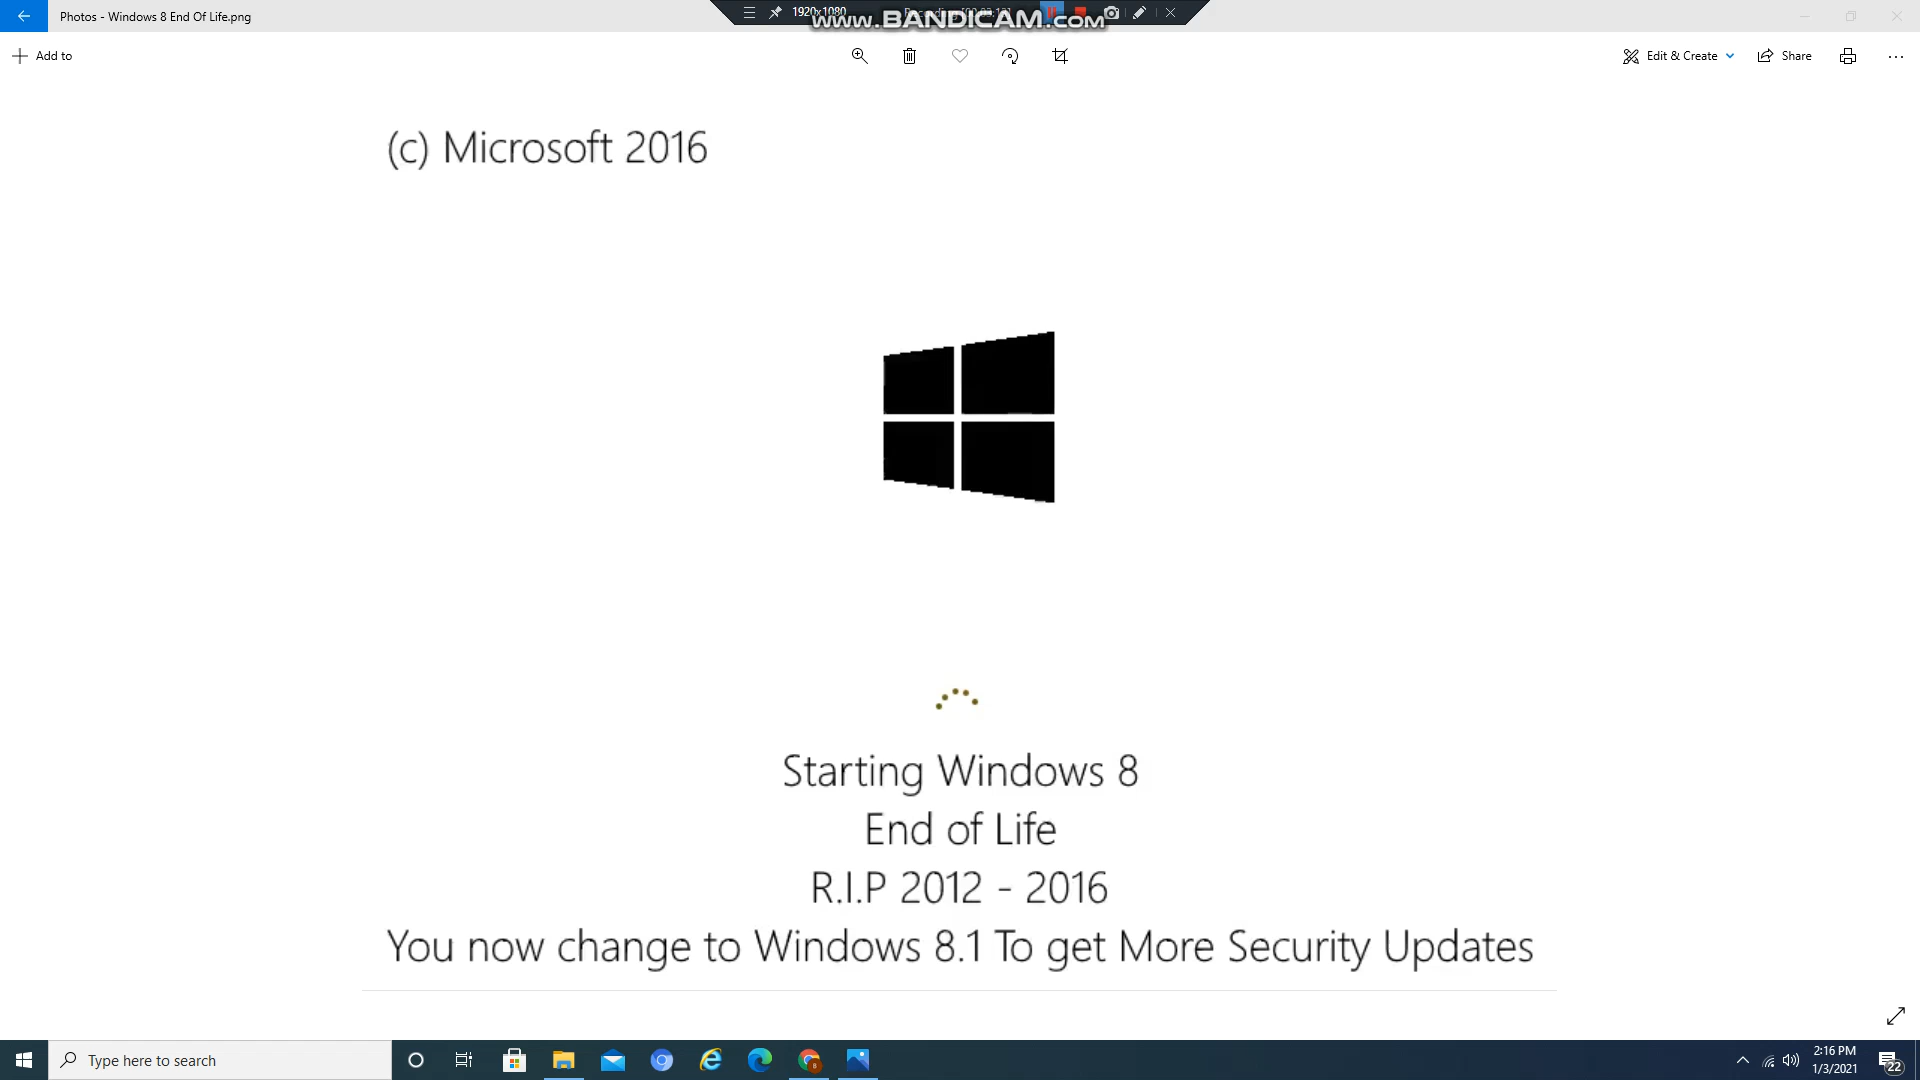 Photos - Windows 8 End Of Life.png
1920x1080
www.BANDICAM.com
Add to
Edit & Create
Share
(c) Microsoft 2016
Starting Windows 8
End of Life
R.I.P 2012 - 2016
You now change to Windows 8.1 To get More Security Updates
Type here to search
2:16 PM
1/3/2021
22